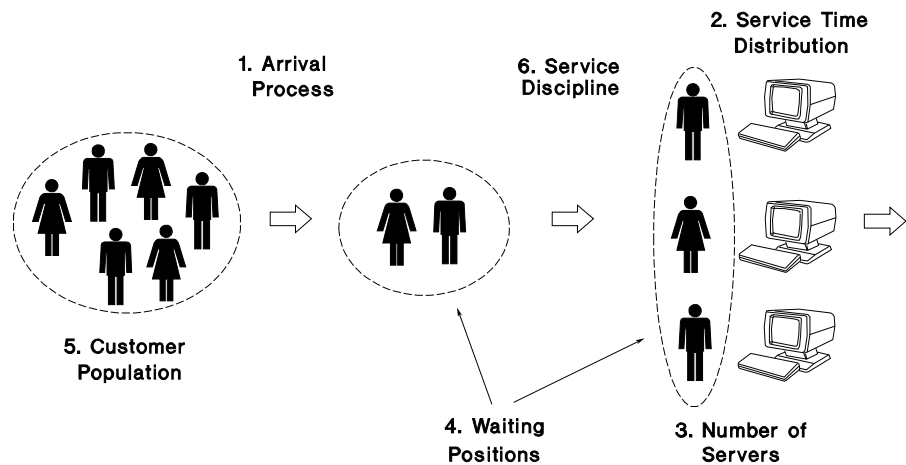 2. Service Time
Distribution
1. Arrival
Process
6. Service
Discipline
5. Customer
Population
4. Waiting
Positions
3. Number of
Servers